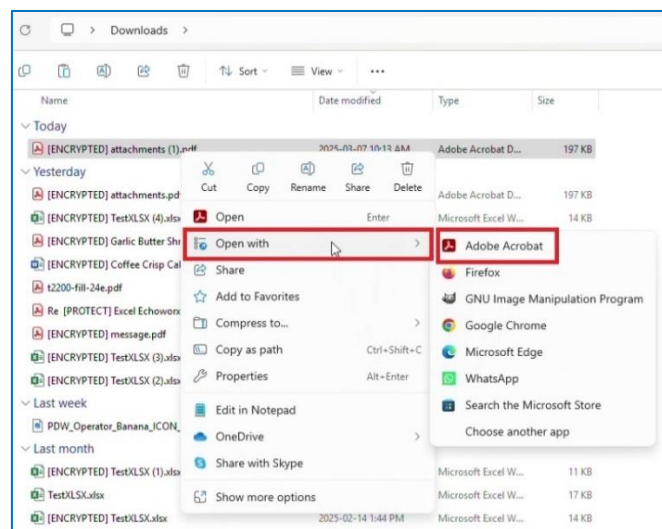 Downloads
Sort
View
Name Date modified Type Size
Today
[ENCRYPTED] attachments (1).pdf 2025-03-07 10:13 AM Adobe Acrobat D... 197 KB
Yesterday
Cut Copy Rename Share Delete
[ENCRYPTED] attachments.pd Adobe Acrobat D... 197 KB
[ENCRYPTED] TestXLSX (4).xlsx Open Enter Microsoft Excel W... 14 KB
[ENCRYPTED] Garlic Butter Shr Open with Adobe Acrobat
[ENCRYPTED] Coffee Crisp Cal Share Firefox
t2200-fill-24e.pdf Add to Favorites GNU Image Manipulation Program
Re [PROTECT] Excel Echoworx Compress to... Google Chrome
[ENCRYPTED] message.pdf Copy as path Ctrl+Shift+C Microsoft Edge
[ENCRYPTED] TestXLSX (3).xlsx Properties Alt+Enter WhatsApp
[ENCRYPTED] TestXLSX (2).xlsx Search the Microsoft Store
Last week Edit in Notepad
PDW_Operator_Banana_ICON_ OneDrive Choose another app
Last month
Share with Skype
[ENCRYPTED] TestXLSX (1).xlsx Microsoft Excel W... 11 KB
TestXLSX.xlsx Show more options Microsoft Excel W... 17 KB
[ENCRYPTED] TestXLSX.xlsx 2025-02-14 1:44 PM Microsoft Excel W... 14 KB